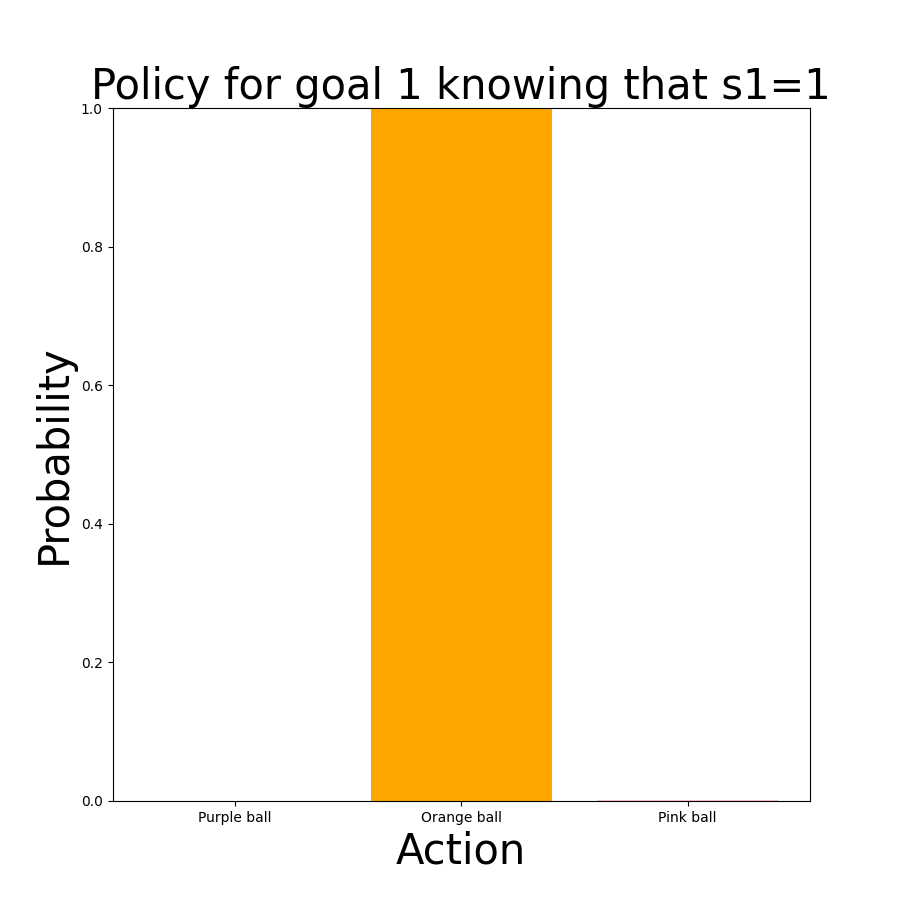 Policy for goal 1 knowing that s1=1
1.0
0.8
0.6
0.4
0.2
0.0
Probability
Purple ball
Orange ball
Pink ball
Action